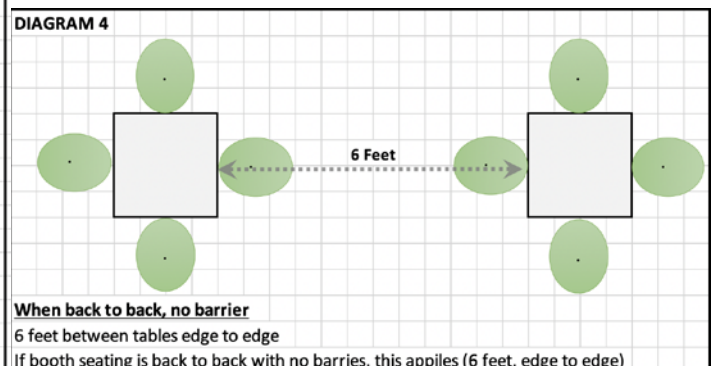 DIAGRAM 4
6 Feet
When back to back, no barrier
6 feet between tables edge to edge
If booth seating is back to back with no barries, this appiles (6 feet, edge to edge)